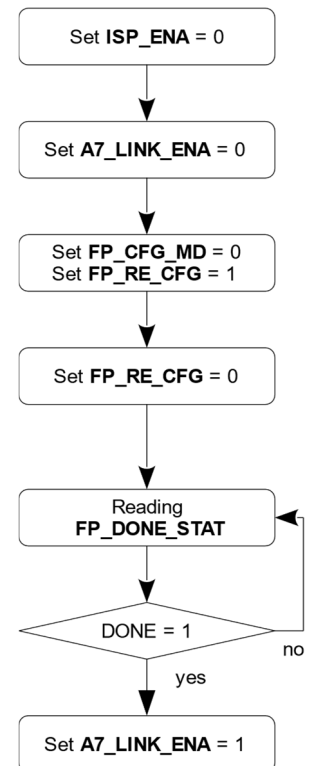 Set ISP_ENA = 0
Set A7_LINK_ENA = 0
Set FP_CFG_MD = 0
Set FP_RE_CFG = 1
Set FP_RE_CFG = 0
Reading
FP_DONE_STAT
DONE = 1
no
yes
Set A7_LINK_ENA = 1